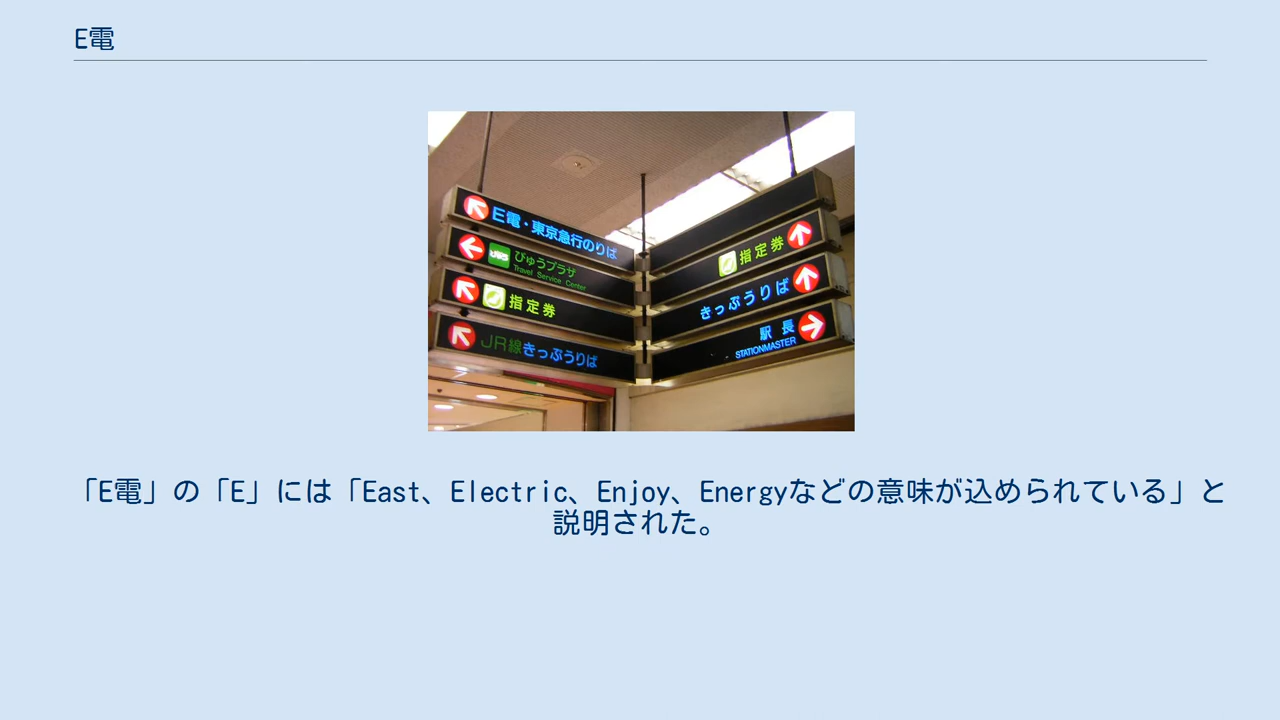 E電
E電・東京急行のりば
びゅう びゅうプラザ
Travel Service Center
指定券
JR線きっぷうりば
指定券
きっぷうりば
駅長
STATIONMASTER
「E電」の「E」には「East、Electric、Enjoy、Energyなどの意味が込められている」と
説明された。